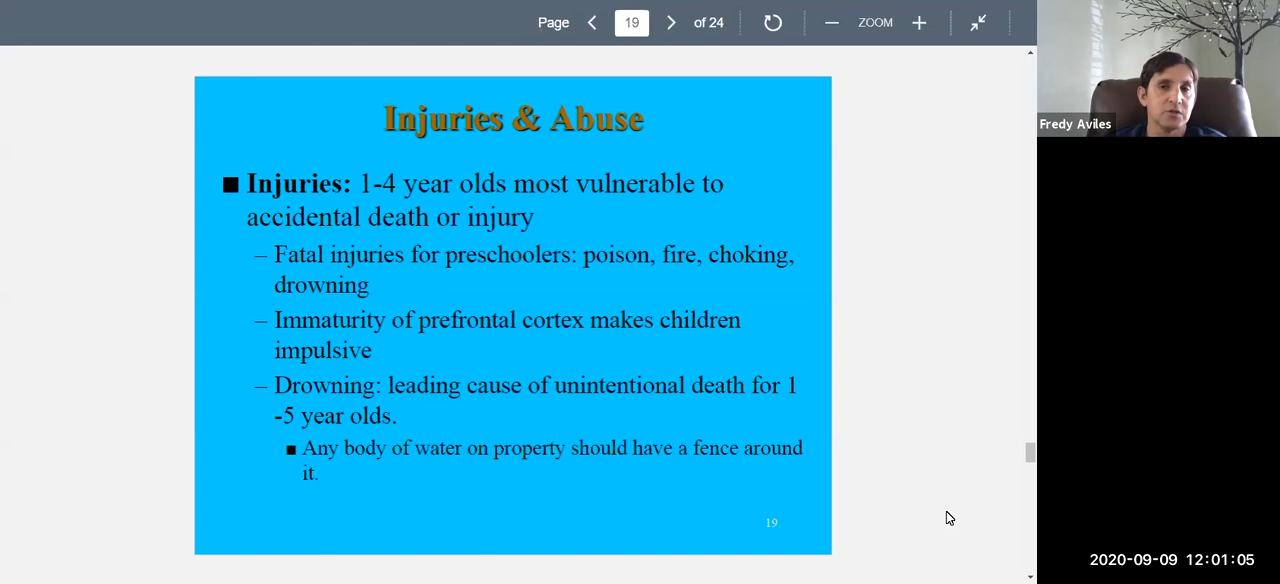 Page 19 of 24 ZOOM
Injuries & Abuse
■ Injuries: 1-4 year olds most vulnerable to
accidental death or injury
– Fatal injuries for preschoolers: poison, fire, choking,
drowning
– Immaturity of prefrontal cortex makes children
impulsive
– Drowning: leading cause of unintentional death for 1
-5 year olds.
■ Any body of water on property should have a fence around
it.
19
Fredy Aviles
2020-09-09 12:01:05